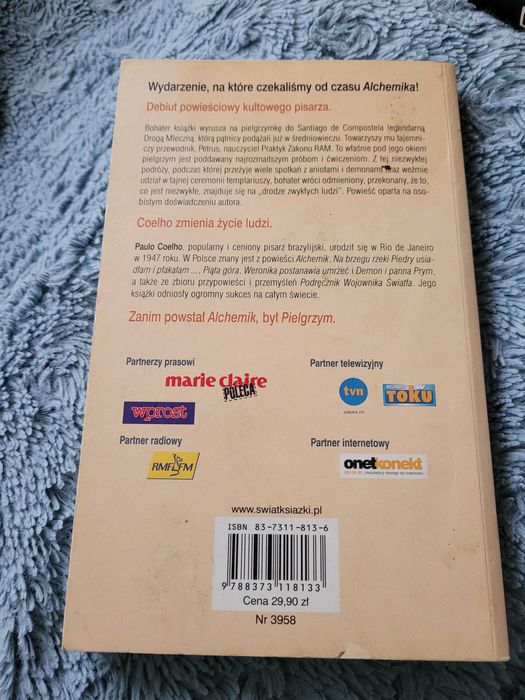 Wydarzenie, na które czekaliśmy od czasu Alchemika!
Debiut powieściowy kultowego pisarza.
Bohater książki wyrusza na pielgrzymkę do Santiago de Compostela legendarną
Drogą Mleczną, którą pątnicy podążali już w średniowieczu. Towarzyszy mu tajemni-
czy przewodnik, Petrus, nauczyciel Praktyk Zakonu RAM. To właśnie pod jego okiem
pielgrzym jest poddawany najrozmaitszym próbom i ćwiczeniom. Z tej niezwykłej
podróży, podczas której przeżyje wiele spotkań z aniołami i demonami oraz weźmie
udział w tajnej ceremonii templariuszy, bohater wróci odmieniony, przekonany, że to,
co jest niezwykłe, znajduje się na „drodze zwykłych ludzi". Powieść oparta na oso-
bistym doświadczeniu autora.
Coelho zmienia życie ludzi.
Paulo Coelho, popularny i ceniony pisarz brazylijski, urodził się w Rio de Janeiro
w 1947 roku. W Polsce znany jest z powieści Alchemik, Na brzegu rzeki Piedry usia-
dłam i płakałam ..., Piąta góra, Weronika postanawia umrzeć i Demon i panna Prym,
a także ze zbioru przypowieści i przemyśleń Podręcznik Wojownika Światła. Jego
książki odniosły ogromny sukces na całym świecie.
Zanim powstał Alchemik, był Pielgrzym.
Partnerzy prasowi
Partner telewizyjny
marie claire
POLECA
tvn
TOKU
wprost
Partner radiowy
Partner internetowy
RMF FM
onetkonekt
www.swiatksiazki.pl
ISBN 83-7311-813-6
9 788373 118133
Cena 29,90 zł
Nr 3958